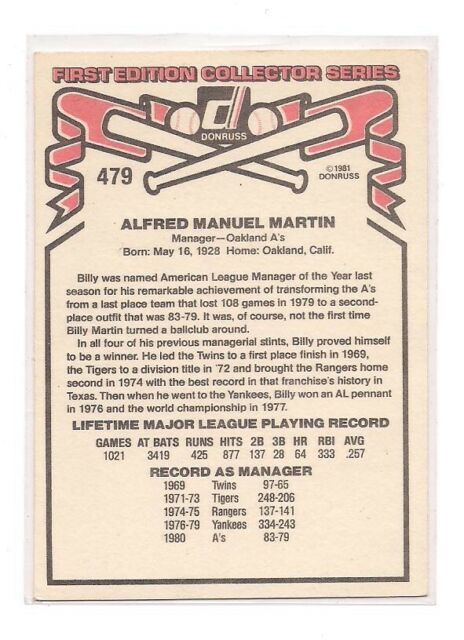 FIRST EDITION COLLECTOR SERIES
d
DONRUSS
479
©1981
DONRUSS
ALFRED MANUEL MARTIN
Manager—Oakland A's
Born: May 16, 1928 Home: Oakland, Calif.
Billy was named American League Manager of the Year last
season for his remarkable achievement of transforming the A's
from a last place team that lost 108 games in 1979 to a second-
place outfit that was 83-79. It was, of course, not the first time
Billy Martin turned a ballclub around.
In all four of his previous managerial stints, Billy proved himself
to be a winner. He led the Twins to a first place finish in 1969,
the Tigers to a division title in '72 and brought the Rangers home
second in 1974 with the best record in that franchise's history in
Texas. Then when he went to the Yankees, Billy won an AL pennant
in 1976 and the world championship in 1977.
LIFETIME MAJOR LEAGUE PLAYING RECORD
GAMES AT BATS RUNS HITS 2B 3B HR RBI AVG
1021 3419 425 877 137 28 64 333 .257
RECORD AS MANAGER
1969 Twins 97-65
1971-73 Tigers 248-206
1974-75 Rangers 137-141
1976-79 Yankees 334-243
1980 A's 83-79